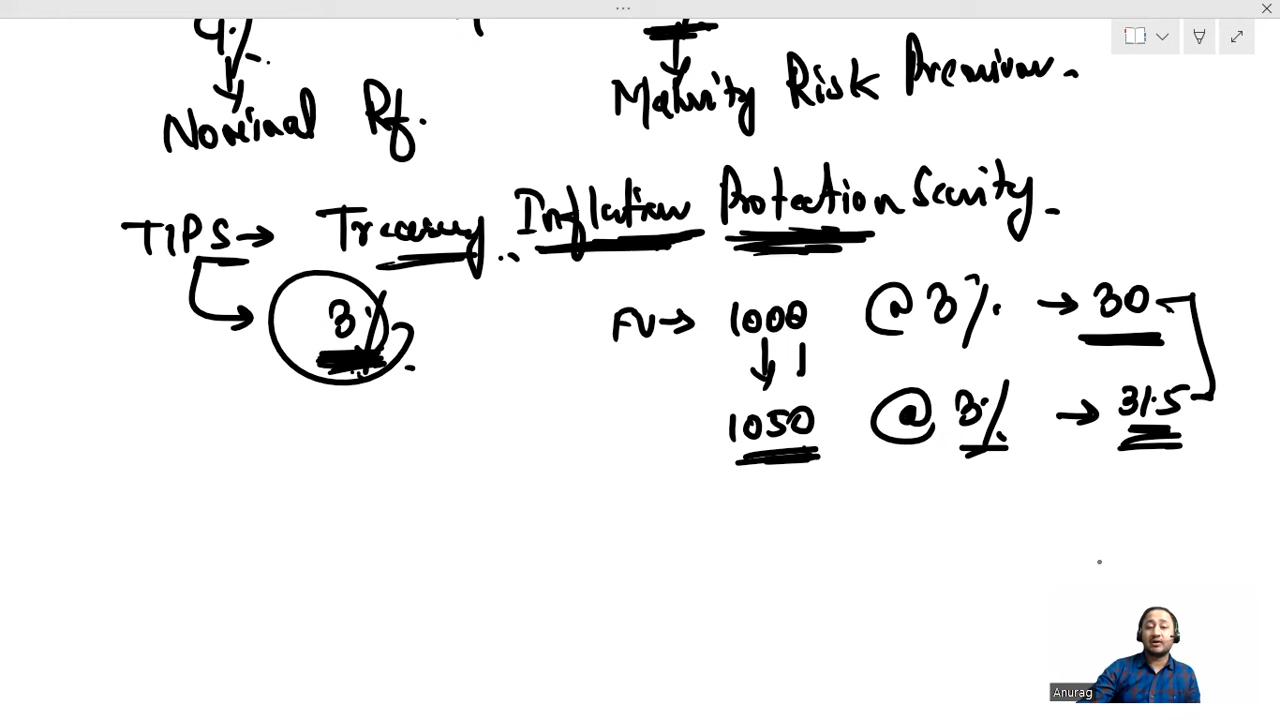 4%
Nominal Rf.
Maturity Risk Premium.
TIPS → Treasury Inflation Protection Security.
3%
FV → 1000 @ 3% → 30
1050 @ 3% → 31.5
Anurag